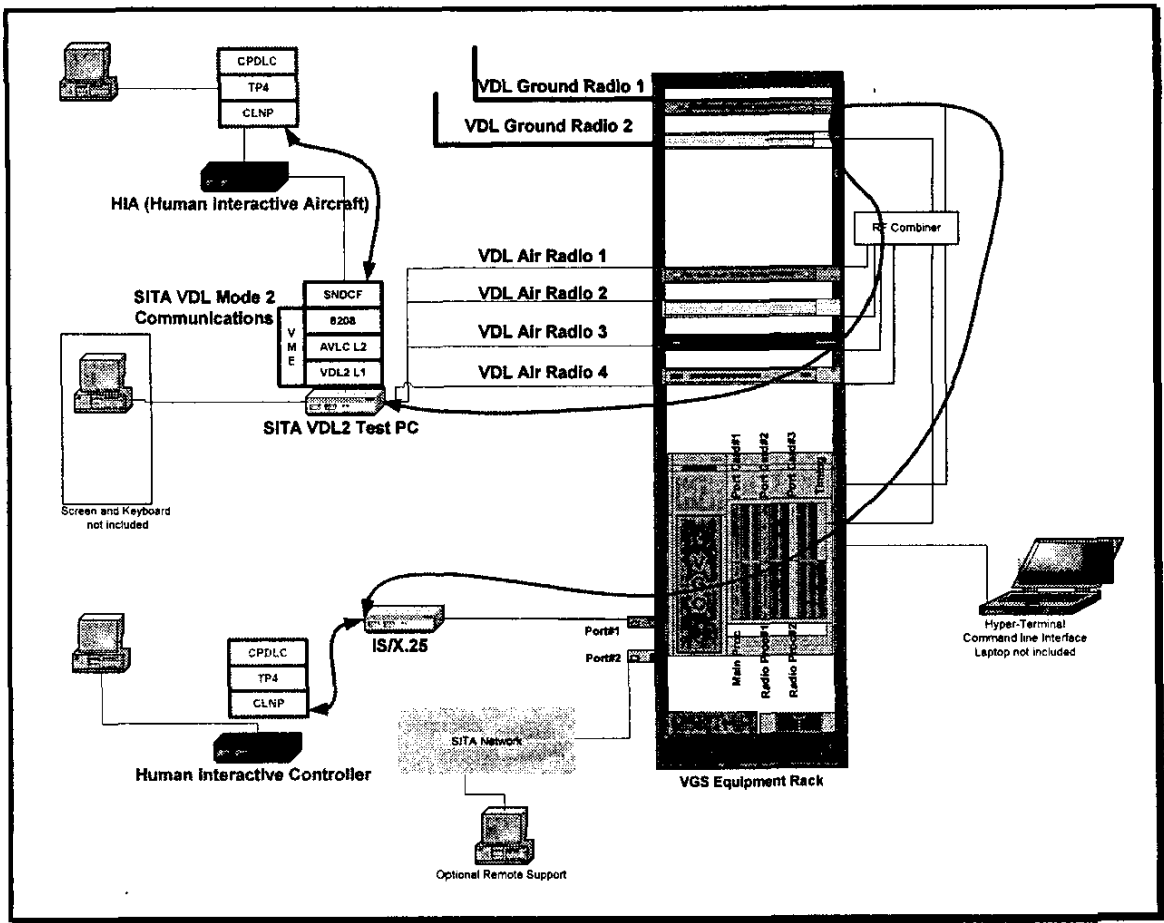 CPDLC
TP4
CLNP
HIA (Human Interactive Aircraft)
VDL Ground Radio 1
VDL Ground Radio 2
RF Combiner
VDL Air Radio 1
VDL Air Radio 2
VDL Air Radio 3
VDL Air Radio 4
SITA VDL Mode 2
Communications
SNDCF
8208
AVLC L2
VDL2 L1
V
M
E
SITA VDL2 Test PC
Screen and Keyboard
not included
Port Card#1
Port Card#2
Port Card#3
Timing
Main Proc
Radio Proc#1
Radio Proc#2
Hyper-Terminal
Command line Interface
Laptop not included
IS/X.25
Port#1
Port#2
CPDLC
TP4
CLNP
Human Interactive Controller
SITA Network
VGS Equipment Rack
Optional Remote Support